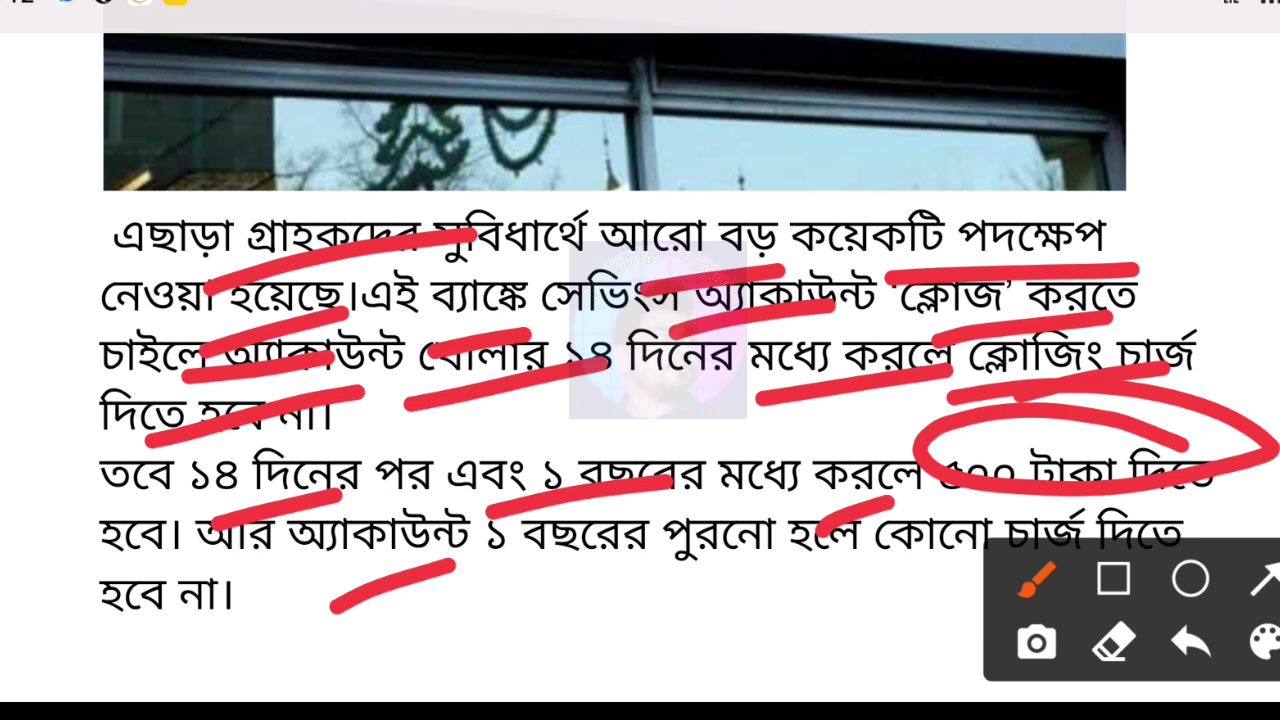 এছাড়া গ্রাহকদের সুবিধার্থে আরো বড় কয়েকটি পদক্ষেপ
নেওয়া হয়েছে।এই ব্যাঙ্কে সেভিংস অ্যাকাউন্ট ‘ক্লোজ’ করতে
চাইলে অ্যাকাউন্ট খোলার ১৪ দিনের মধ্যে করলে ক্লোজিং চার্জ
দিতে হবে না।
তবে ১৪ দিনের পর এবং ১ বছরের মধ্যে করলে ৫০০ টাকা দিতে
হবে। আর অ্যাকাউন্ট ১ বছরের পুরনো হলে কোনো চার্জ দিতে
হবে না।